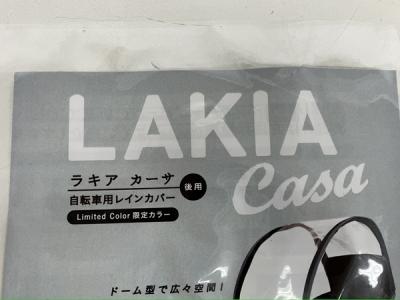 LAKIA
Casa
ラキア カーサ
後用
自転車用レインカバー
Limited Color 限定カラー
ドーム型で広々空間！